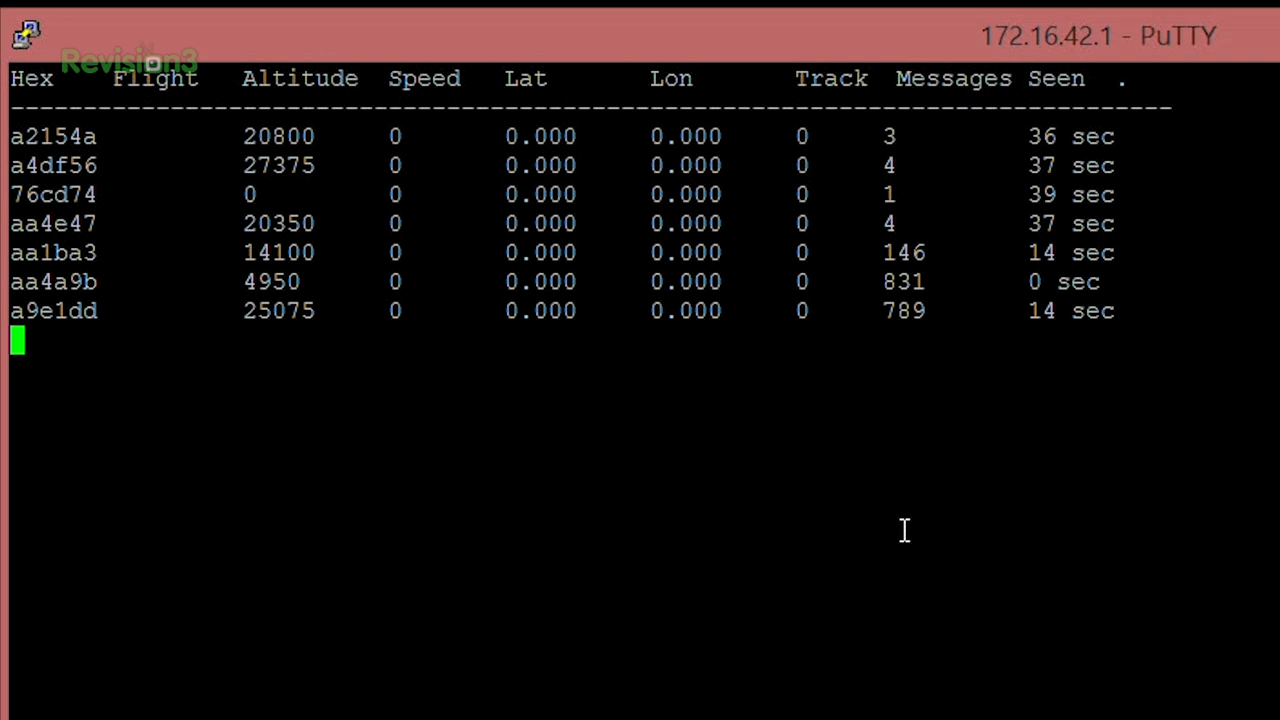 172.16.42.1 - PuTTY
Revision3
Hex Flight Altitude Speed Lat Lon Track Messages Seen .
--------------------------------------------------------------------------------
a2154a 20800 0 0.000 0.000 0 3 36 sec
a4df56 27375 0 0.000 0.000 0 4 37 sec
76cd74 0 0 0.000 0.000 0 1 39 sec
aa4e47 20350 0 0.000 0.000 0 4 37 sec
aa1ba3 14100 0 0.000 0.000 0 146 14 sec
aa4a9b 4950 0 0.000 0.000 0 831 0 sec
a9e1dd 25075 0 0.000 0.000 0 789 14 sec